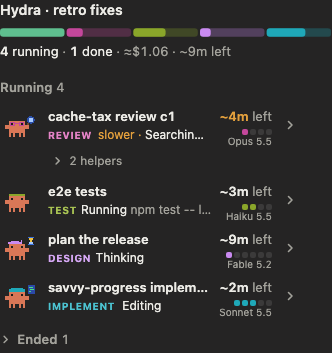 Hydra · retro fixes
4 running · 1 done · ≈$1.06 · ~9m left
Running 4
cache-tax review c1
~4m left
REVIEW slower · Searchin...
Opus 5.5
2 helpers
e2e tests
~3m left
TEST Running npm test -- l...
Haiku 5.5
plan the release
~9m left
DESIGN Thinking
Fable 5.2
savvy-progress implem...
~2m left
IMPLEMENT Editing
Sonnet 5.5
Ended 1